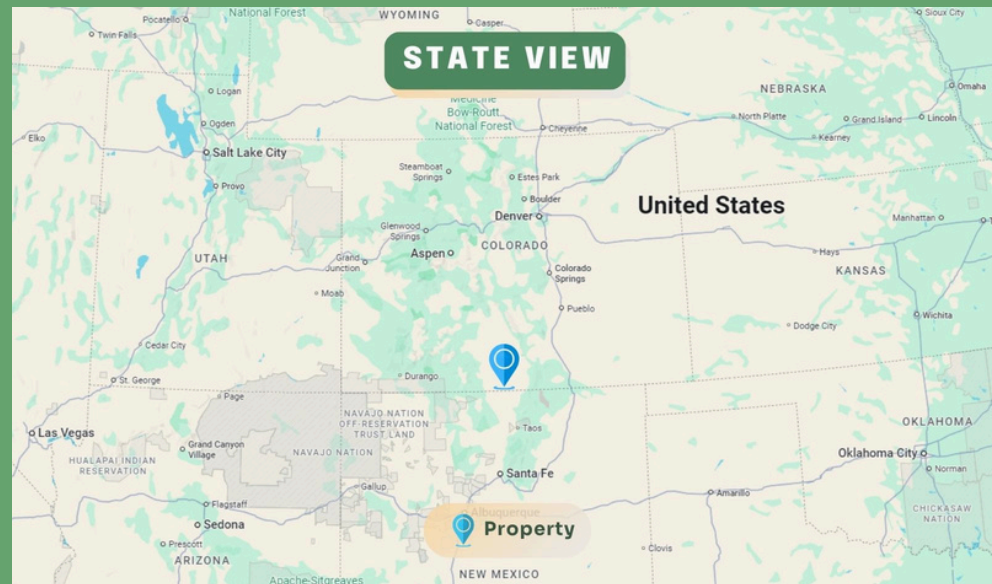 National Forest
WYOMING
Pocatello
Casper
Sioux City
Twin Falls
STATE VIEW
Logan
NEBRASKA
Omaha
Medicine
Bow-Routt
National Forest
Ogden
Elko
Cheyenne
North Platte
Grand Island
Lincoln
Kearney
Salt Lake City
Steamboat
Springs
Estes Park
Provo
Boulder
United States
Denver
Manhattan
Glenwood
Springs
COLORADO
Aspen
UTAH
Grand
Junction
Hays
Colorado
Springs
KANSAS
Moab
Pueblo
Wichita
Dodge City
Cedar City
Durango
St. George
Page
NAVAJO NATION
OFF-RESERVATION
TRUST LAND
Taos
OKLAHOMA
Las Vegas
Grand Canyon
Village
NAVAJO NATION
HUALAPAI INDIAN
RESERVATION
Oklahoma City
Norman
Santa Fe
Gallup
Amarillo
Flagstaff
Albuquerque
CHICKASAW
NATION
Sedona
Property
Prescott
ARIZONA
Clovis
NEW MEXICO
Apache-Sitgreaves